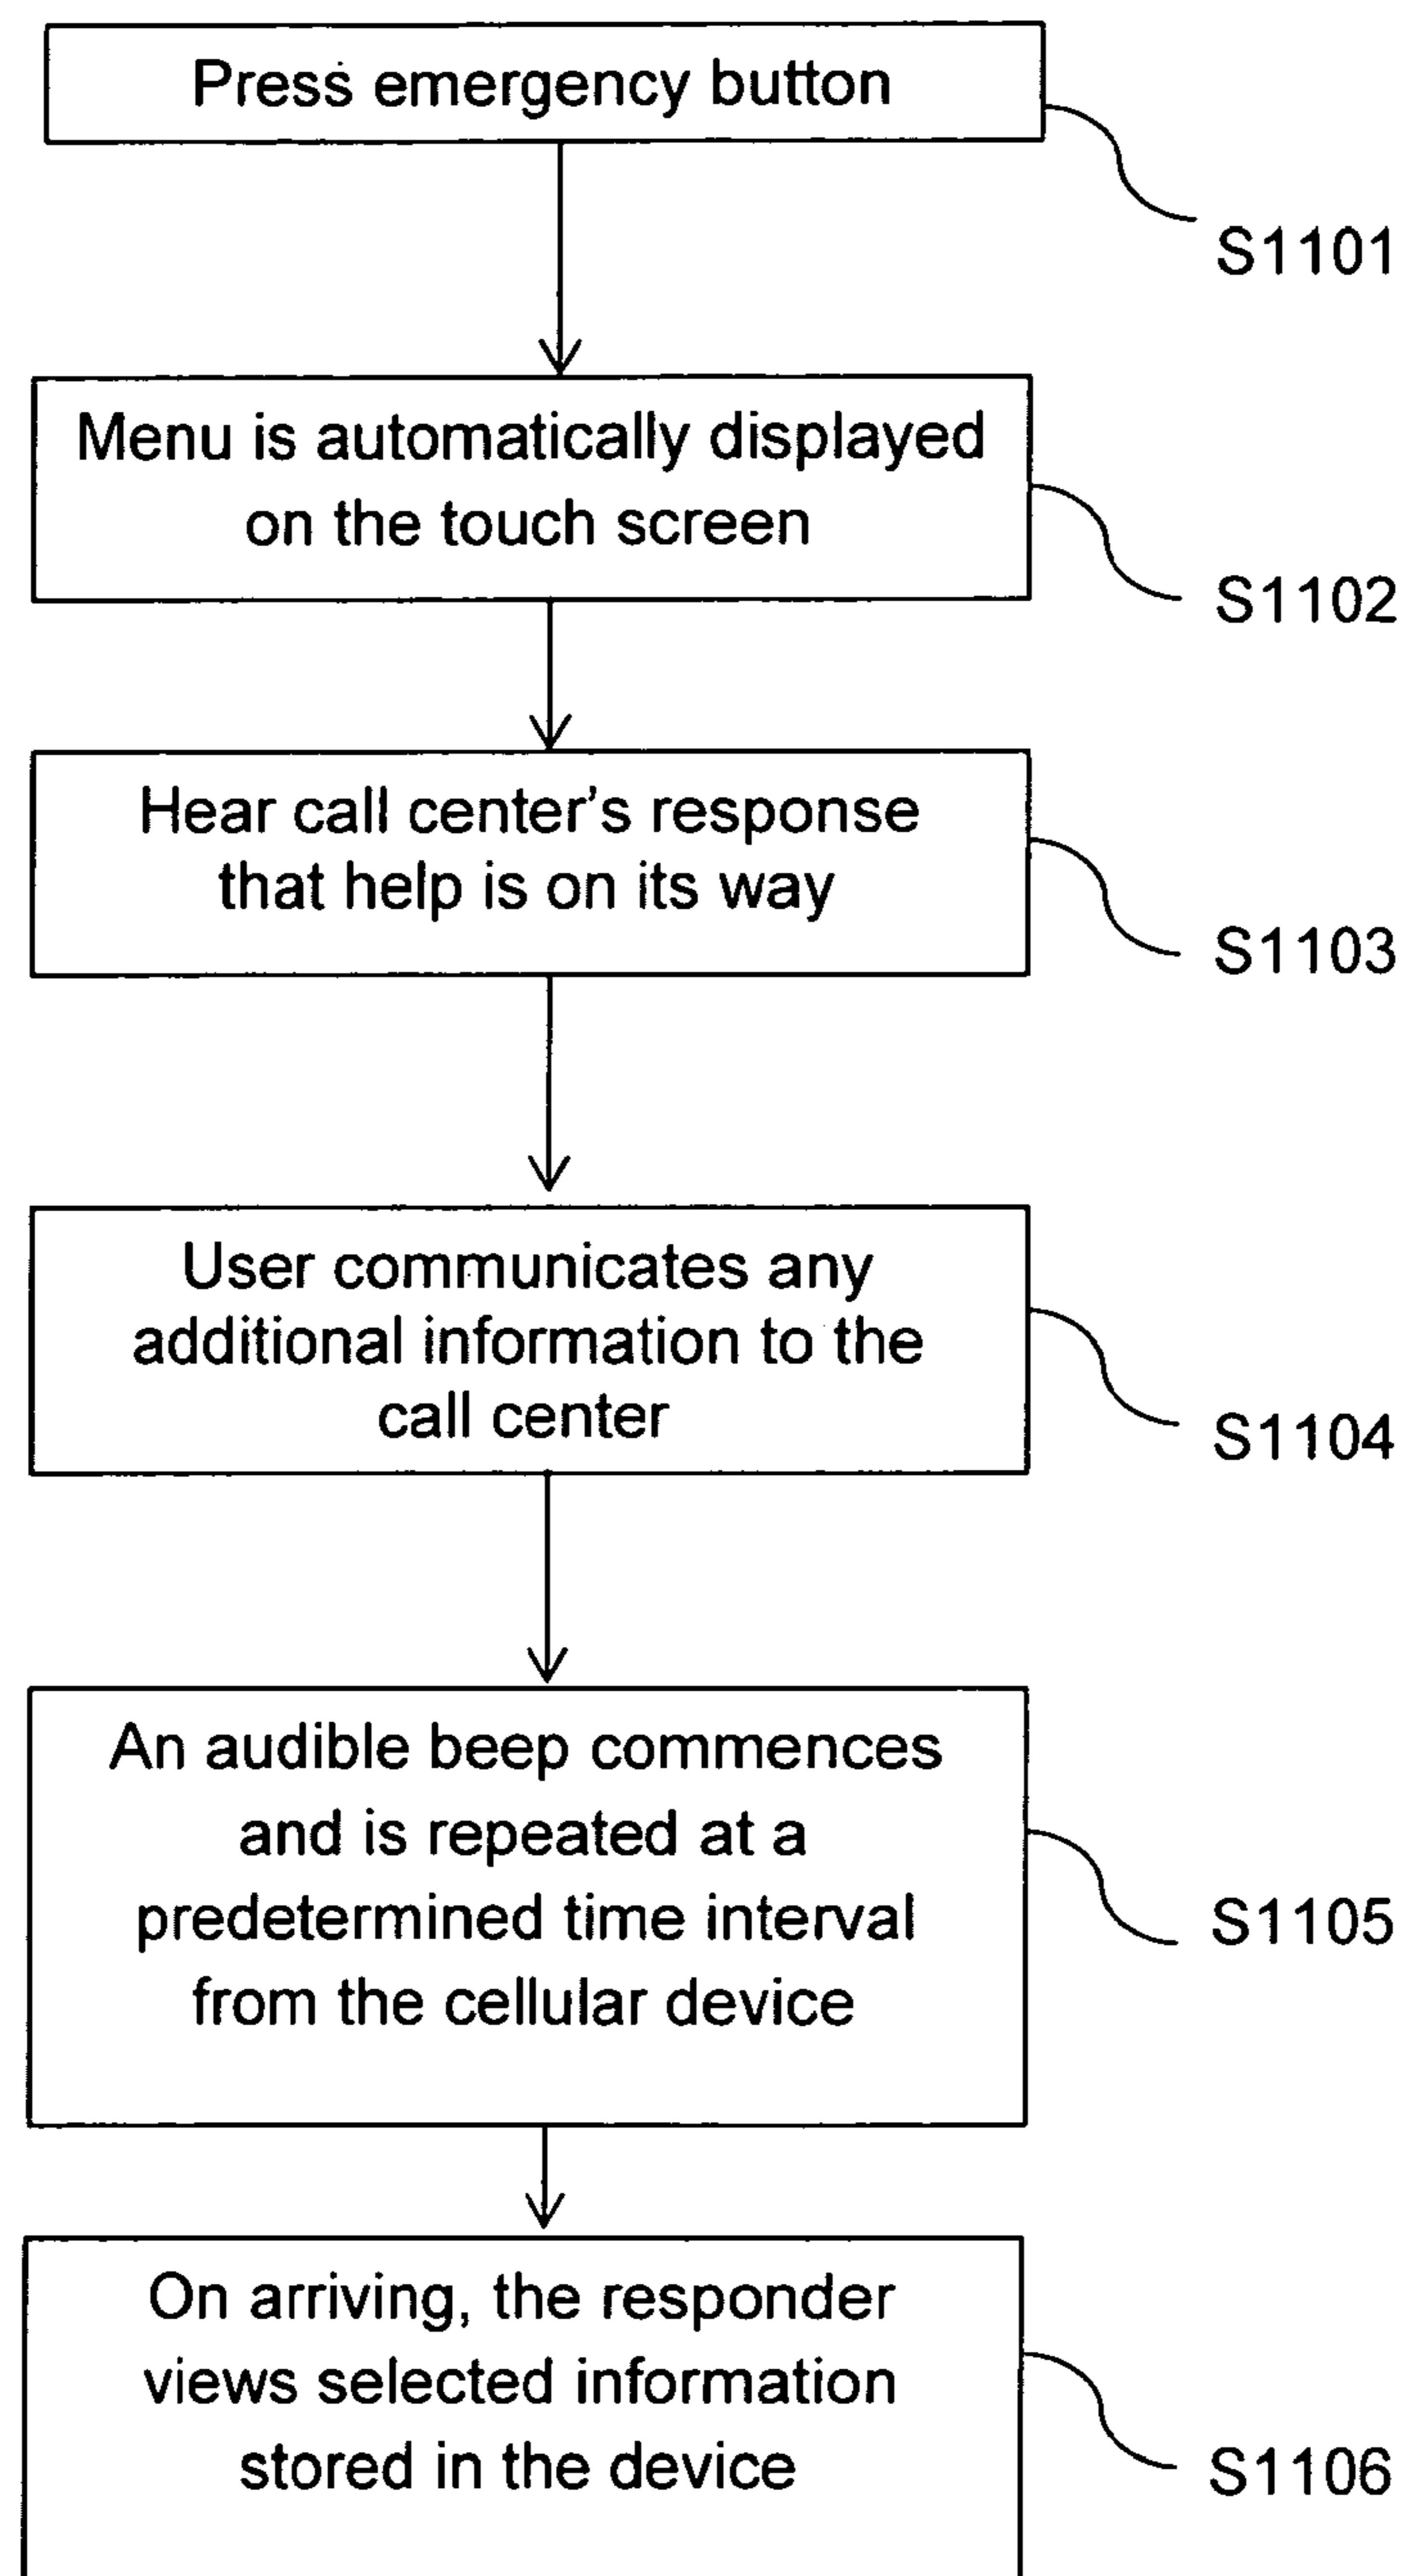 Press emergency button
S1101
Menu is automatically displayed
on the touch screen
S1102
Hear call center's response
that help is on its way
S1103
User communicates any
additional information to the
call center
S1104
An audible beep commences
and is repeated at a
predetermined time interval
from the cellular device
S1105
On arriving, the responder
views selected information
stored in the device
S1106